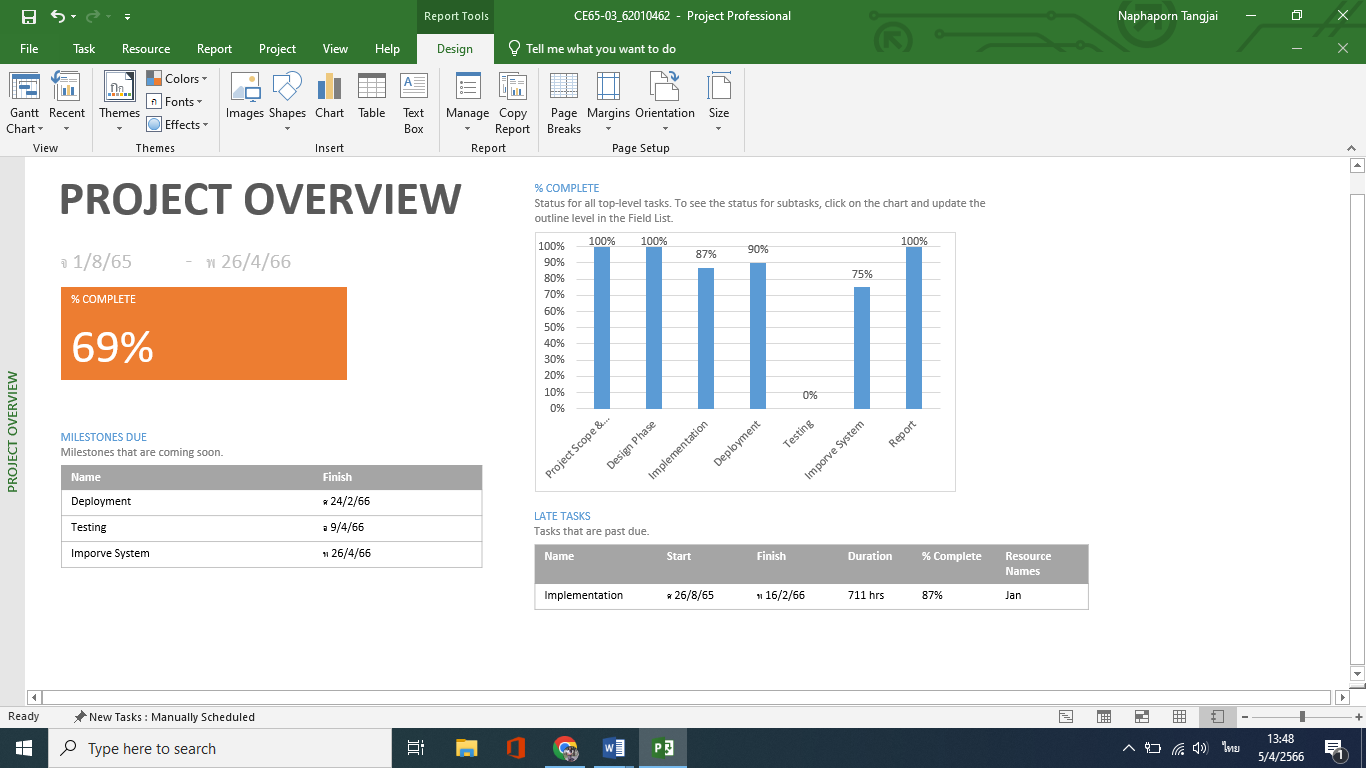 Report Tools
CE65-03_62010462 - Project Professional
Naphaporn Tangjai
File Task Resource Report Project View Help Design Tell me what you want to do
Gantt Chart
Recent
View
Themes
Colors
Fonts
Effects
Themes
Images
Shapes
Chart
Table
Text Box
Insert
Manage
Copy Report
Report
Page Breaks
Margins
Orientation
Size
Page Setup
PROJECT OVERVIEW
PROJECT OVERVIEW
จ 1/8/65 - พ 26/4/66
% COMPLETE
69%
MILESTONES DUE
Milestones that are coming soon.
Name Finish
Deployment ศ 24/2/66
Testing อ 9/4/66
Imporve System พ 26/4/66
% COMPLETE
Status for all top-level tasks. To see the status for subtasks, click on the chart and update the
outline level in the Field List.
100% 100% 87% 90% 0% 75% 100%
100%
90%
80%
70%
60%
50%
40%
30%
20%
10%
0%
Project Scope &...
Design Phase
Implementation
Deployment
Testing
Imporve System
Report
LATE TASKS
Tasks that are past due.
Name Start Finish Duration % Complete Resource Names
Implementation ศ 26/8/65 พ 16/2/66 711 hrs 87% Jan
Ready New Tasks : Manually Scheduled
Type here to search
ไทย
13:48
5/4/2566
1